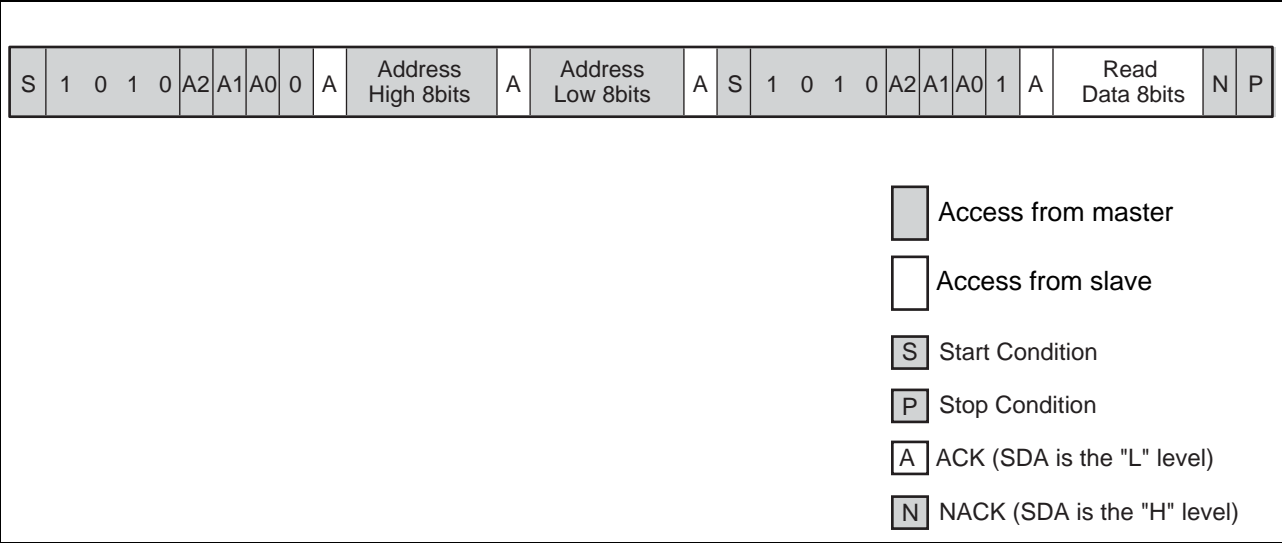 S 1 0 1 0 A2 A1 A0 0 A Address High 8bits A Address Low 8bits A S 1 0 1 0 A2 A1 A0 1 A Read Data 8bits N P
Access from master
Access from slave
S Start Condition
P Stop Condition
A ACK (SDA is the "L" level)
N NACK (SDA is the "H" level)